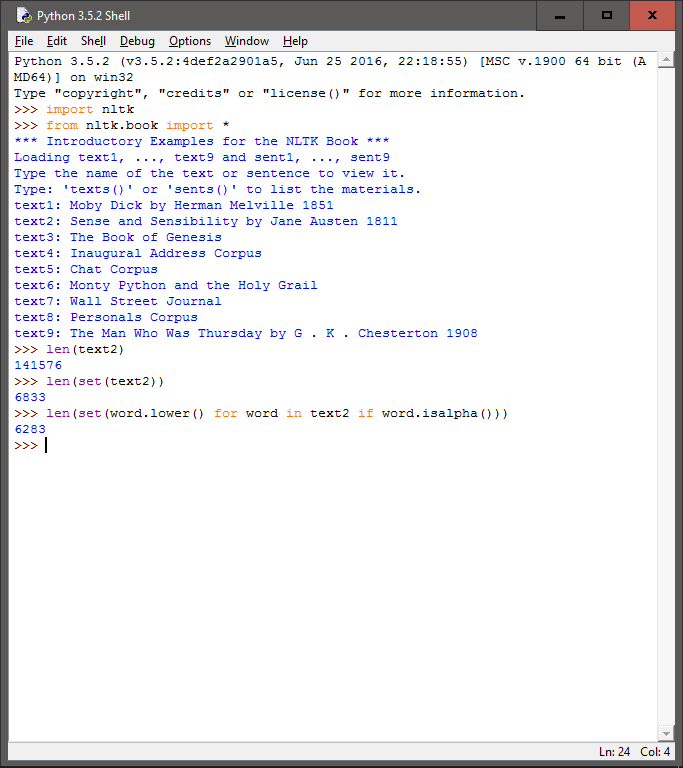 Python 3.5.2 Shell
File Edit Shell Debug Options Window Help
Python 3.5.2 (v3.5.2:4def2a2901a5, Jun 25 2016, 22:18:55) [MSC v.1900 64 bit (A
MD64)] on win32
Type "copyright", "credits" or "license()" for more information.
>>> import nltk
>>> from nltk.book import *
*** Introductory Examples for the NLTK Book ***
Loading text1, ..., text9 and sent1, ..., sent9
Type the name of the text or sentence to view it.
Type: 'texts()' or 'sents()' to list the materials.
text1: Moby Dick by Herman Melville 1851
text2: Sense and Sensibility by Jane Austen 1811
text3: The Book of Genesis
text4: Inaugural Address Corpus
text5: Chat Corpus
text6: Monty Python and the Holy Grail
text7: Wall Street Journal
text8: Personals Corpus
text9: The Man Who Was Thursday by G . K . Chesterton 1908
>>> len(text2)
141576
>>> len(set(text2))
6833
>>> len(set(word.lower() for word in text2 if word.isalpha()))
6283
>>>
Ln: 24 Col: 4